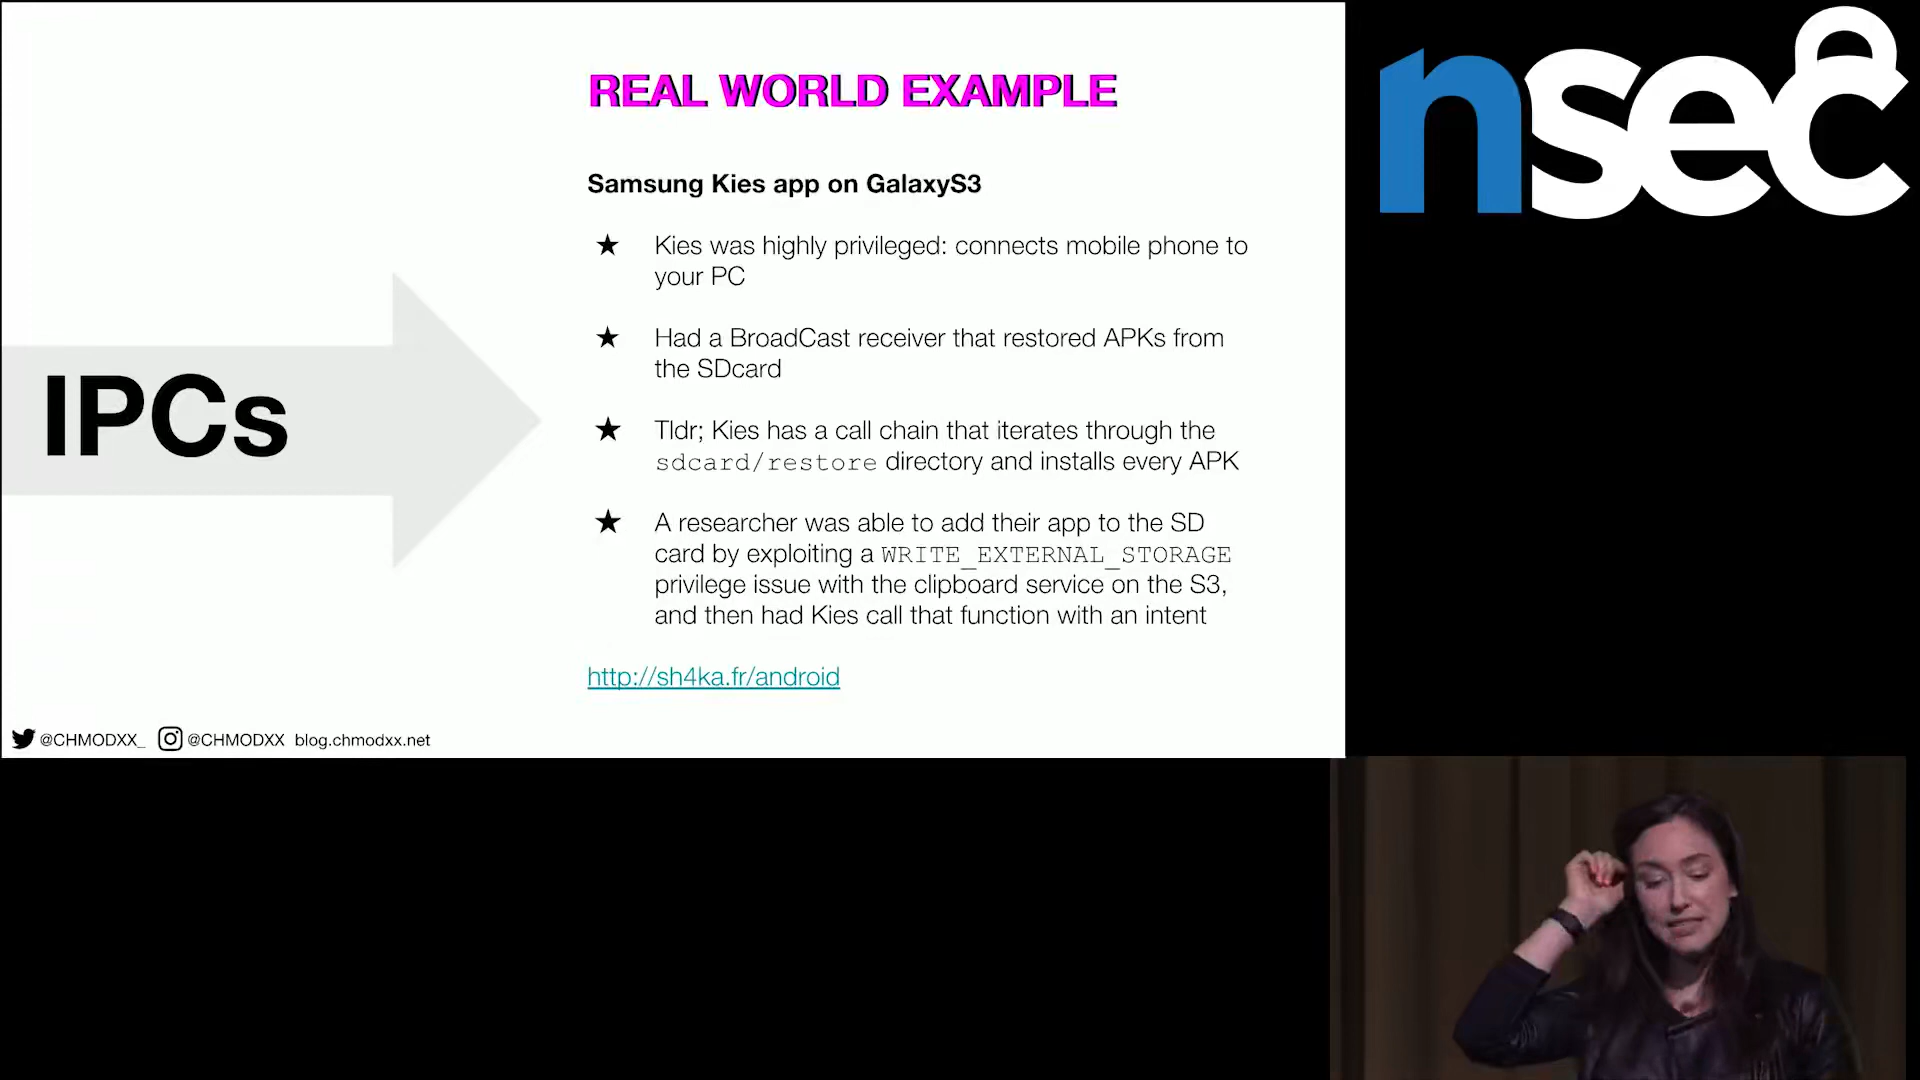 REAL WORLD EXAMPLE
nsec
Samsung Kies app on GalaxyS3
★ Kies was highly privileged: connects mobile phone to
your PC
★ Had a BroadCast receiver that restored APKs from
the SDcard
IPCs
★ Tldr; Kies has a call chain that iterates through the
sdcard/restore directory and installs every APK
★ A researcher was able to add their app to the SD
card by exploiting a WRITE_EXTERNAL_STORAGE
privilege issue with the clipboard service on the S3,
and then had Kies call that function with an intent
http://sh4ka.fr/android
@CHMODXX_ @CHMODXX blog.chmodxx.net